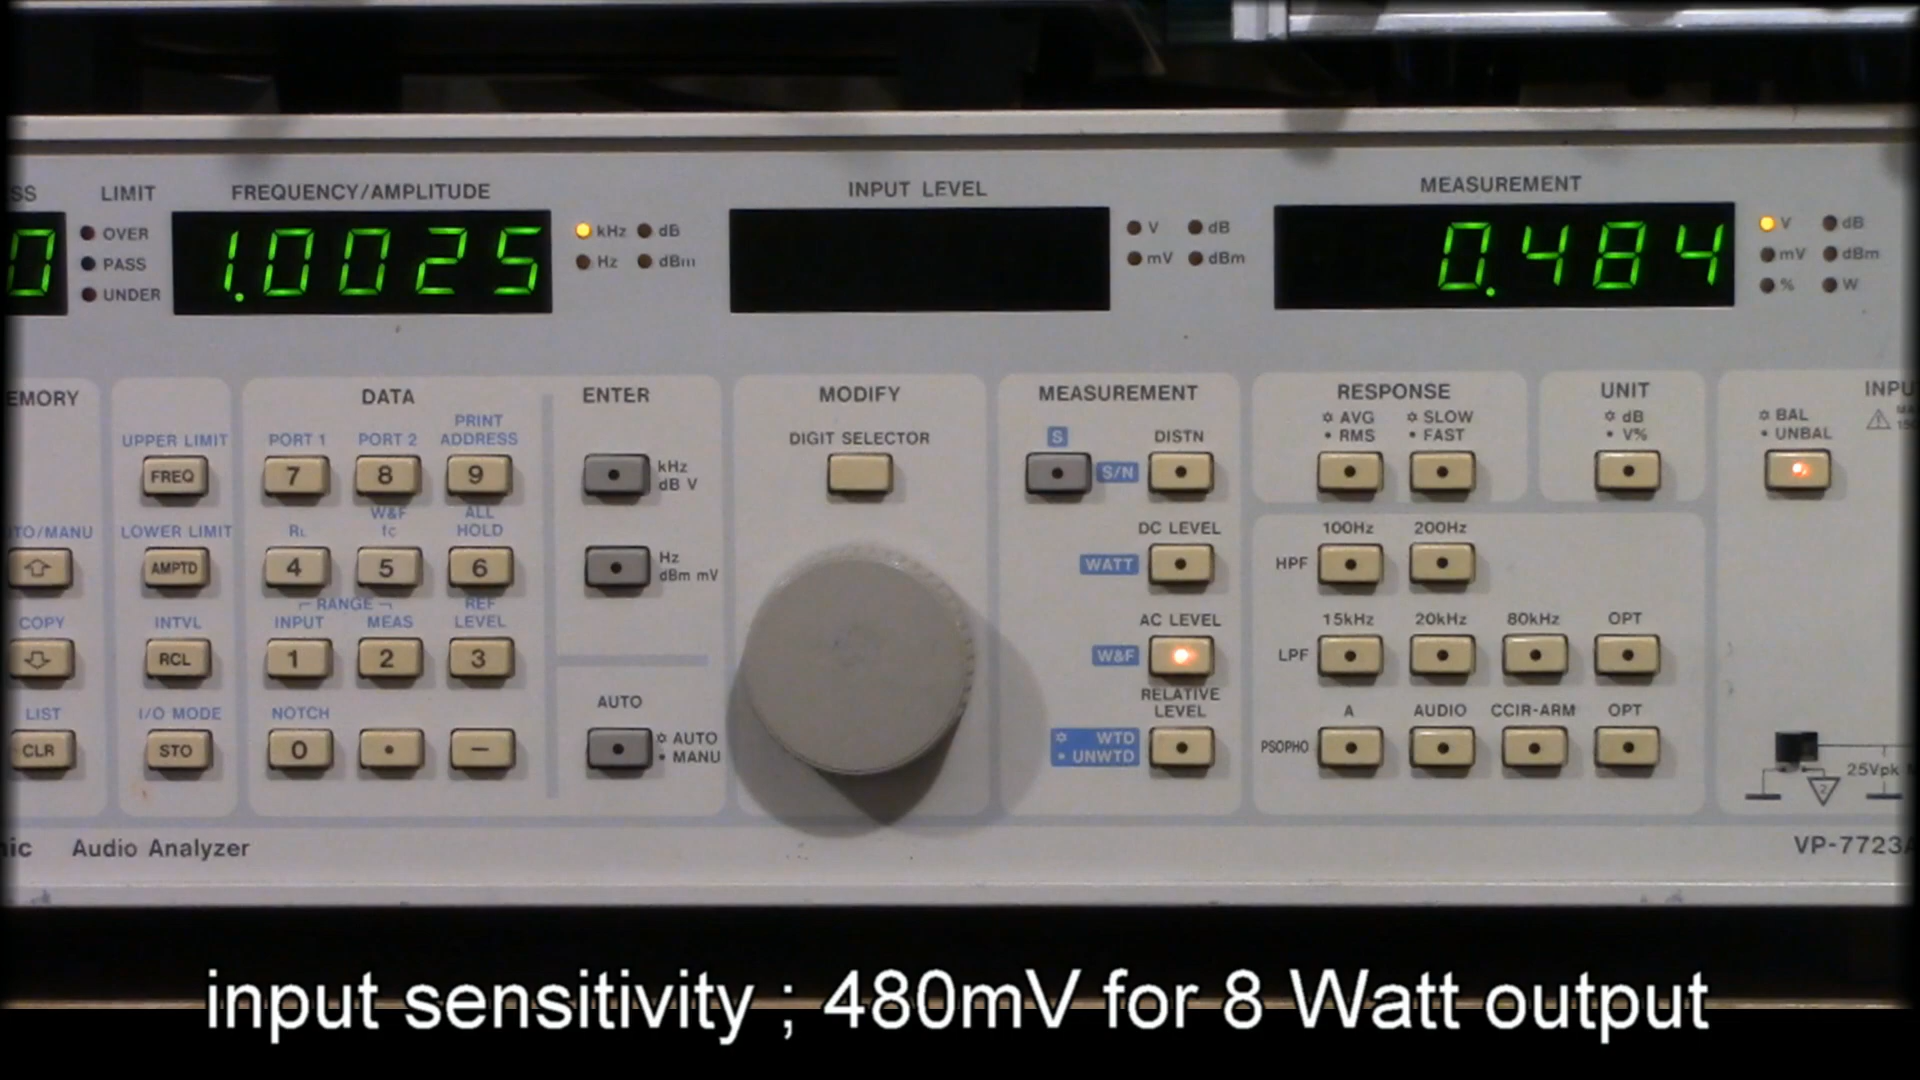 SS LIMIT FREQUENCY/AMPLITUDE INPUT LEVEL MEASUREMENT
0 OVER PASS UNDER 1.0025 kHz dB Hz dBm V dB mV dBm 0.484 V dB mV dBm % W
EMORY DATA ENTER MODIFY MEASUREMENT RESPONSE UNIT INPU
UPPER LIMIT PORT 1 PORT 2 PRINT ADDRESS DIGIT SELECTOR S DISTN AVG RMS SLOW FAST dB V% BAL UNBAL
FREQ 7 8 9 kHz dB V S/N
TO/MANU LOWER LIMIT RL W&F fc ALL HOLD DC LEVEL 100Hz 200Hz
AMPTD 4 5 6 Hz dBm mV WATT HPF
RANGE
COPY INTVL INPUT MEAS REF LEVEL AC LEVEL 15kHz 20kHz 80kHz OPT
RCL 1 2 3 W&F LPF
LIST I/O MODE NOTCH AUTO RELATIVE LEVEL A AUDIO CCIR-ARM OPT
CLR STO 0 • − AUTO MANU WTD UNWTD PSOPHO
25Vpk
2
nic Audio Analyzer VP-7723A
input sensitivity ; 480mV for 8 Watt output